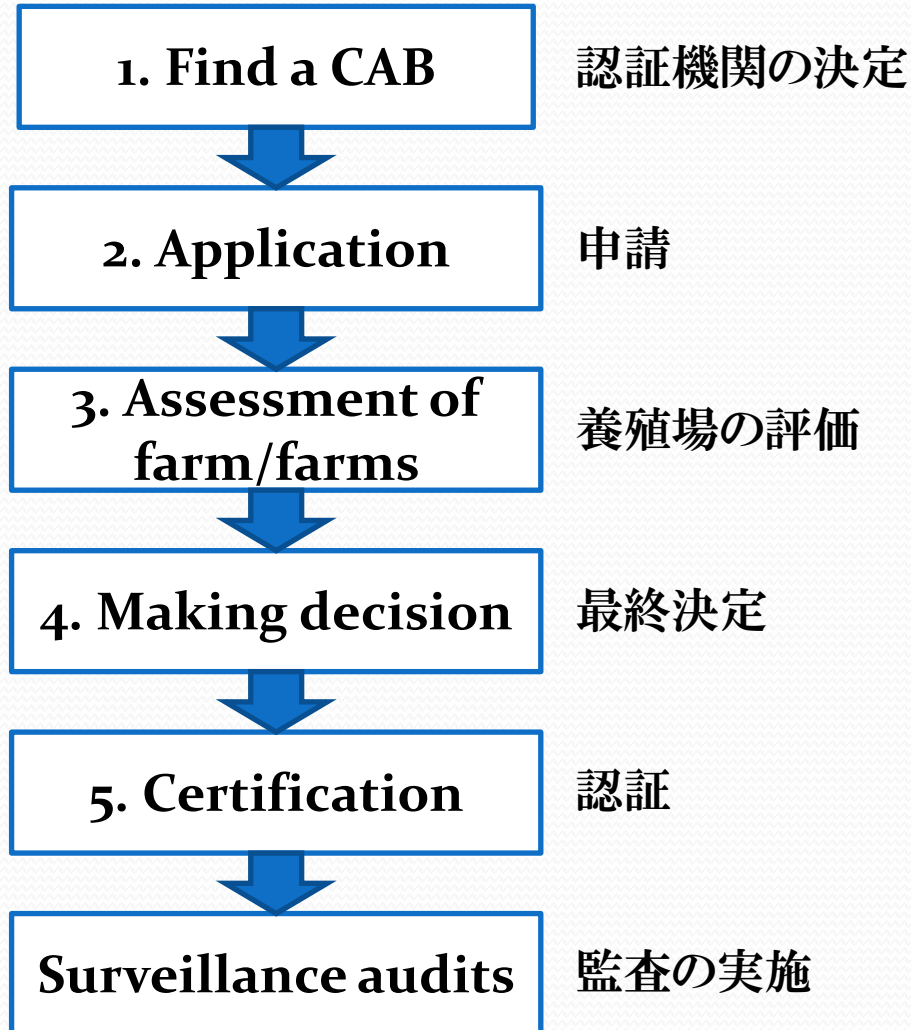 1. Find a CAB
認証機関の決定
2. Application
申請
3. Assessment of
farm/farms
養殖場の評価
4. Making decision
最終決定
5. Certification
認証
Surveillance audits
監査の実施